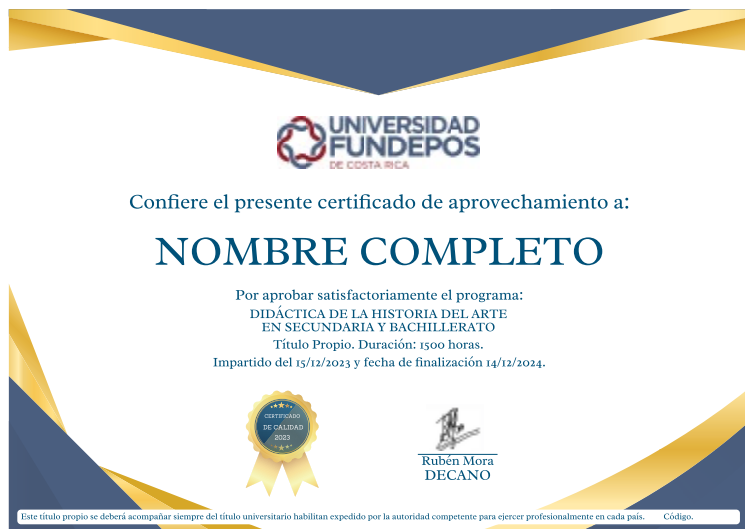 UNIVERSIDAD
FUNDEPOS
DE COSTA RICA
Confiere el presente certificado de aprovechamiento a:
NOMBRE COMPLETO
Por aprobar satisfactoriamente el programa:
DIDÁCTICA DE LA HISTORIA DEL ARTE
EN SECUNDARIA Y BACHILLERATO
Título Propio. Duración: 1500 horas.
Impartido del 15/12/2023 y fecha de finalización 14/12/2024.
CERTIFICADO
DE CALIDAD
2023
Rubén Mora
DECANO
Este título propio se deberá acompañar siempre del título universitario habilitan expedido por la autoridad competente para ejercer profesionalmente en cada país. Código.